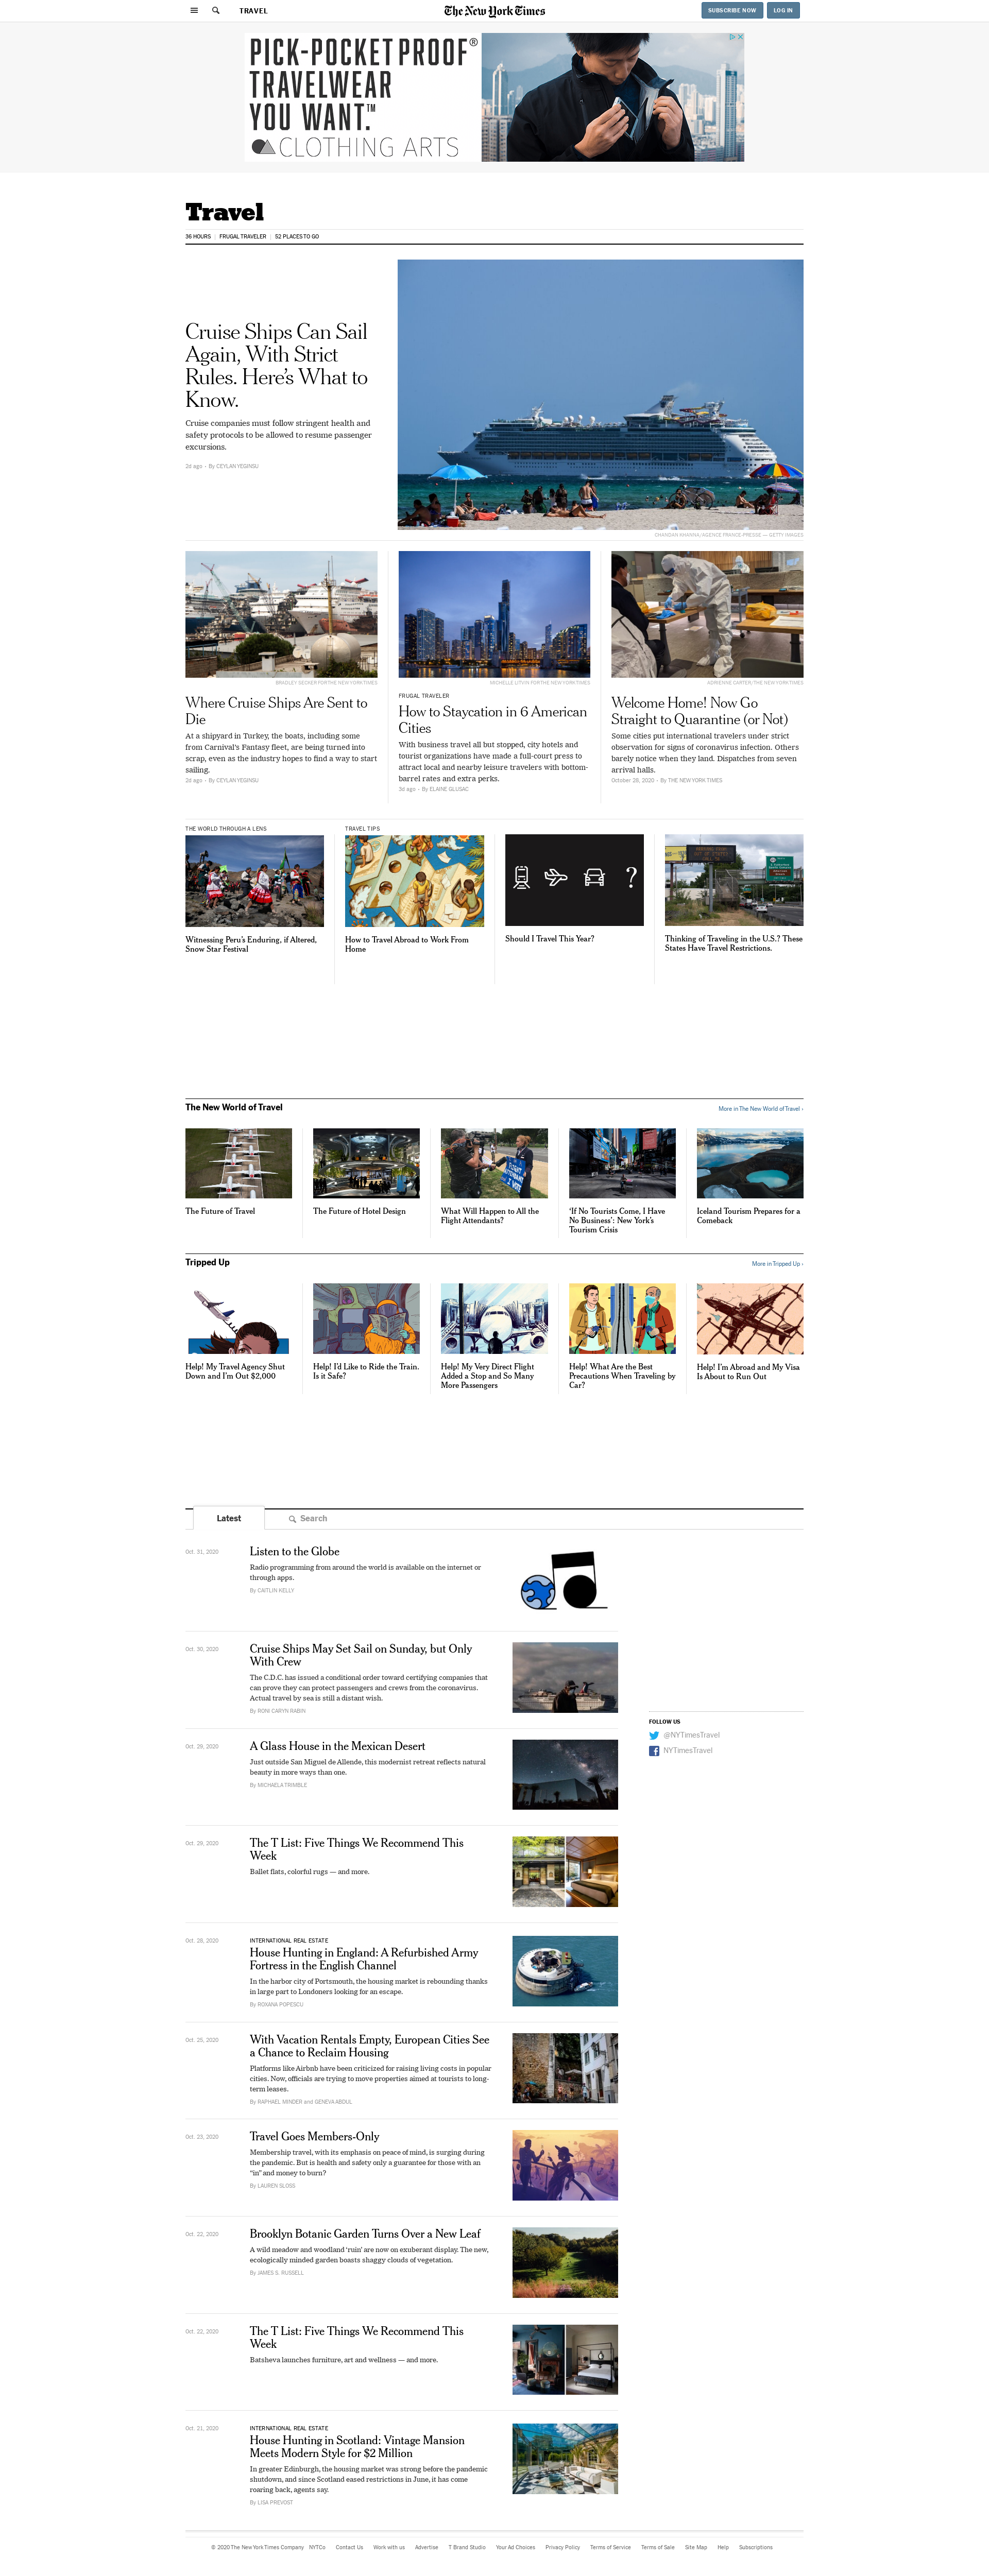 TRAVEL
The New York Times
SUBSCRIBE NOW
LOG IN
PICK-POCKET PROOF®
TRAVELWEAR
YOU WANT.™
CLOTHING ARTS
Travel
36 HOURS
FRUGAL TRAVELER
52 PLACES TO GO
Cruise Ships Can Sail
Again, With Strict
Rules. Here’s What to
Know.
Cruise companies must follow stringent health and
safety protocols to be allowed to resume passenger
excursions.
2d ago - By CEYLAN YEGINSU
CHANDAN KHANNA/AGENCE FRANCE-PRESSE — GETTY IMAGES
BRADLEY SECKER FOR THE NEW YORK TIMES
Where Cruise Ships Are Sent to
Die
At a shipyard in Turkey, the boats, including some
from Carnival’s Fantasy fleet, are being turned into
scrap, even as the industry hopes to find a way to start
sailing.
2d ago - By CEYLAN YEGINSU
MICHELLE LITVIN FOR THE NEW YORK TIMES
FRUGAL TRAVELER
How to Staycation in 6 American
Cities
With business travel all but stopped, city hotels and
tourist organizations have made a full-court press to
attract local and nearby leisure travelers with bottom-
barrel rates and extra perks.
3d ago - By ELAINE GLUSAC
ADRIENNE CARTER/THE NEW YORK TIMES
Welcome Home! Now Go
Straight to Quarantine (or Not)
Some cities put international travelers under strict
observation for signs of coronavirus infection. Others
barely notice when they land. Dispatches from seven
arrival halls.
October 28, 2020 - By THE NEW YORK TIMES
THE WORLD THROUGH A LENS
Witnessing Peru’s Enduring, if Altered,
Snow Star Festival
TRAVEL TIPS
How to Travel Abroad to Work From
Home
Should I Travel This Year?
Thinking of Traveling in the U.S.? These
States Have Travel Restrictions.
The New World of Travel
More in The New World of Travel ›
The Future of Travel
The Future of Hotel Design
What Will Happen to All the
Flight Attendants?
‘If No Tourists Come, I Have
No Business’: New York’s
Tourism Crisis
Iceland Tourism Prepares for a
Comeback
Tripped Up
More in Tripped Up ›
Help! My Travel Agency Shut
Down and I’m Out $2,000
Help! I’d Like to Ride the Train.
Is it Safe?
Help! My Very Direct Flight
Added a Stop and So Many
More Passengers
Help! What Are the Best
Precautions When Traveling by
Car?
Help! I’m Abroad and My Visa
Is About to Run Out
Latest
Search
Oct. 31, 2020
Listen to the Globe
Radio programming from around the world is available on the internet or
through apps.
By CAITLIN KELLY
Oct. 30, 2020
Cruise Ships May Set Sail on Sunday, but Only
With Crew
The C.D.C. has issued a conditional order toward certifying companies that
can prove they can protect passengers and crews from the coronavirus.
Actual travel by sea is still a distant wish.
By RONI CARYN RABIN
FOLLOW US
@NYTimesTravel
NYTimesTravel
Oct. 29, 2020
A Glass House in the Mexican Desert
Just outside San Miguel de Allende, this modernist retreat reflects natural
beauty in more ways than one.
By MICHAELA TRIMBLE
Oct. 29, 2020
The T List: Five Things We Recommend This
Week
Ballet flats, colorful rugs — and more.
Oct. 28, 2020
INTERNATIONAL REAL ESTATE
House Hunting in England: A Refurbished Army
Fortress in the English Channel
In the harbor city of Portsmouth, the housing market is rebounding thanks
in large part to Londoners looking for an escape.
By ROXANA POPESCU
Oct. 25, 2020
With Vacation Rentals Empty, European Cities See
a Chance to Reclaim Housing
Platforms like Airbnb have been criticized for raising living costs in popular
cities. Now, officials are trying to move properties aimed at tourists to long-
term leases.
By RAPHAEL MINDER and GENEVA ABDUL
Oct. 23, 2020
Travel Goes Members-Only
Membership travel, with its emphasis on peace of mind, is surging during
the pandemic. But is health and safety only a guarantee for those with an
“in” and money to burn?
By LAUREN SLOSS
Oct. 22, 2020
Brooklyn Botanic Garden Turns Over a New Leaf
A wild meadow and woodland ‘ruin’ are now on exuberant display. The new,
ecologically minded garden boasts shaggy clouds of vegetation.
By JAMES S. RUSSELL
Oct. 22, 2020
The T List: Five Things We Recommend This
Week
Batsheva launches furniture, art and wellness — and more.
Oct. 21, 2020
INTERNATIONAL REAL ESTATE
House Hunting in Scotland: Vintage Mansion
Meets Modern Style for $2 Million
In greater Edinburgh, the housing market was strong before the pandemic
shutdown, and since Scotland eased restrictions in June, it has come
roaring back, agents say.
By LISA PREVOST
© 2020 The New York Times Company NYTCo Contact Us Work with us Advertise T Brand Studio Your Ad Choices Privacy Policy Terms of Service Terms of Sale Site Map Help Subscriptions